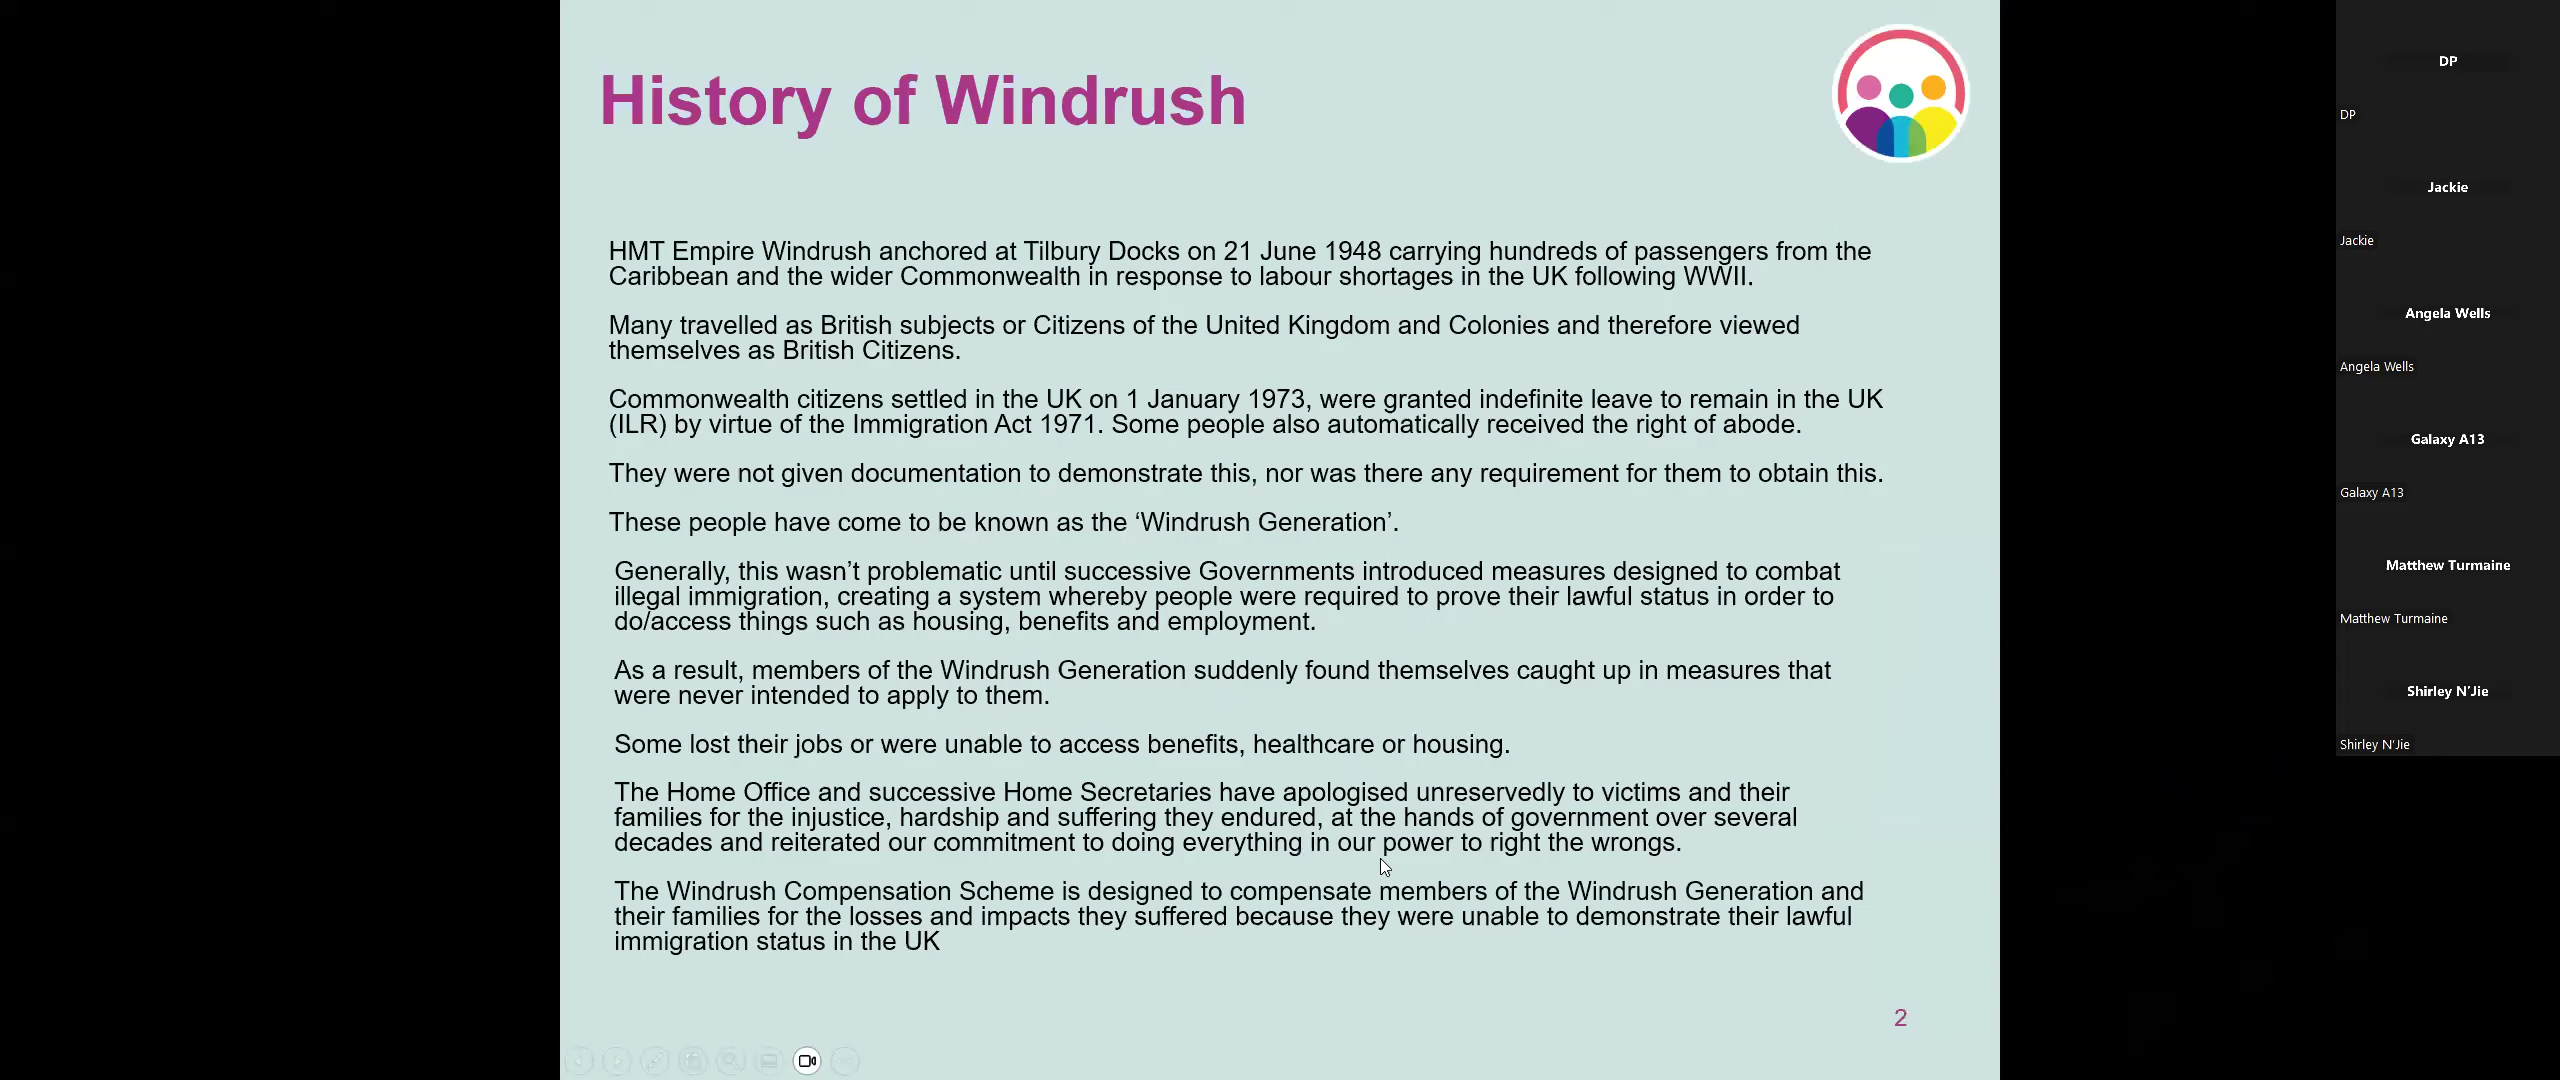 History of Windrush
HMT Empire Windrush anchored at Tilbury Docks on 21 June 1948 carrying hundreds of passengers from the
Caribbean and the wider Commonwealth in response to labour shortages in the UK following WWII.
Many travelled as British subjects or Citizens of the United Kingdom and Colonies and therefore viewed
themselves as British Citizens.
Commonwealth citizens settled in the UK on 1 January 1973, were granted indefinite leave to remain in the UK
(ILR) by virtue of the Immigration Act 1971. Some people also automatically received the right of abode.
They were not given documentation to demonstrate this, nor was there any requirement for them to obtain this.
These people have come to be known as the ‘Windrush Generation’.
Generally, this wasn’t problematic until successive Governments introduced measures designed to combat
illegal immigration, creating a system whereby people were required to prove their lawful status in order to
do/access things such as housing, benefits and employment.
As a result, members of the Windrush Generation suddenly found themselves caught up in measures that
were never intended to apply to them.
Some lost their jobs or were unable to access benefits, healthcare or housing.
The Home Office and successive Home Secretaries have apologised unreservedly to victims and their
families for the injustice, hardship and suffering they endured, at the hands of government over several
decades and reiterated our commitment to doing everything in our power to right the wrongs.
The Windrush Compensation Scheme is designed to compensate members of the Windrush Generation and
their families for the losses and impacts they suffered because they were unable to demonstrate their lawful
immigration status in the UK
2
DP
DP
Jackie
Jackie
Angela Wells
Angela Wells
Galaxy A13
Galaxy A13
Matthew Turmaine
Matthew Turmaine
Shirley N'Jie
Shirley N'Jie